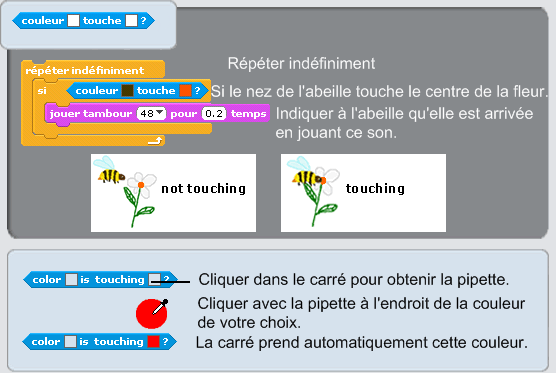 couleur touche ?
répéter indéfiniment
Répéter indéfiniment
si couleur touche ?
Si le nez de l'abeille touche le centre de la fleur.
jouer tambour 48 pour 0.2 temps
Indiquer à l'abeille qu'elle est arrivée
en jouant ce son.
not touching
touching
color is touching ?
Cliquer dans le carré pour obtenir la pipette.
Cliquer avec la pipette à l'endroit de la couleur
de votre choix.
color is touching ?
La carré prend automatiquement cette couleur.